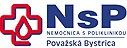 NsP
NEMOCNICA S POLIKLINIKOU
Považská Bystrica